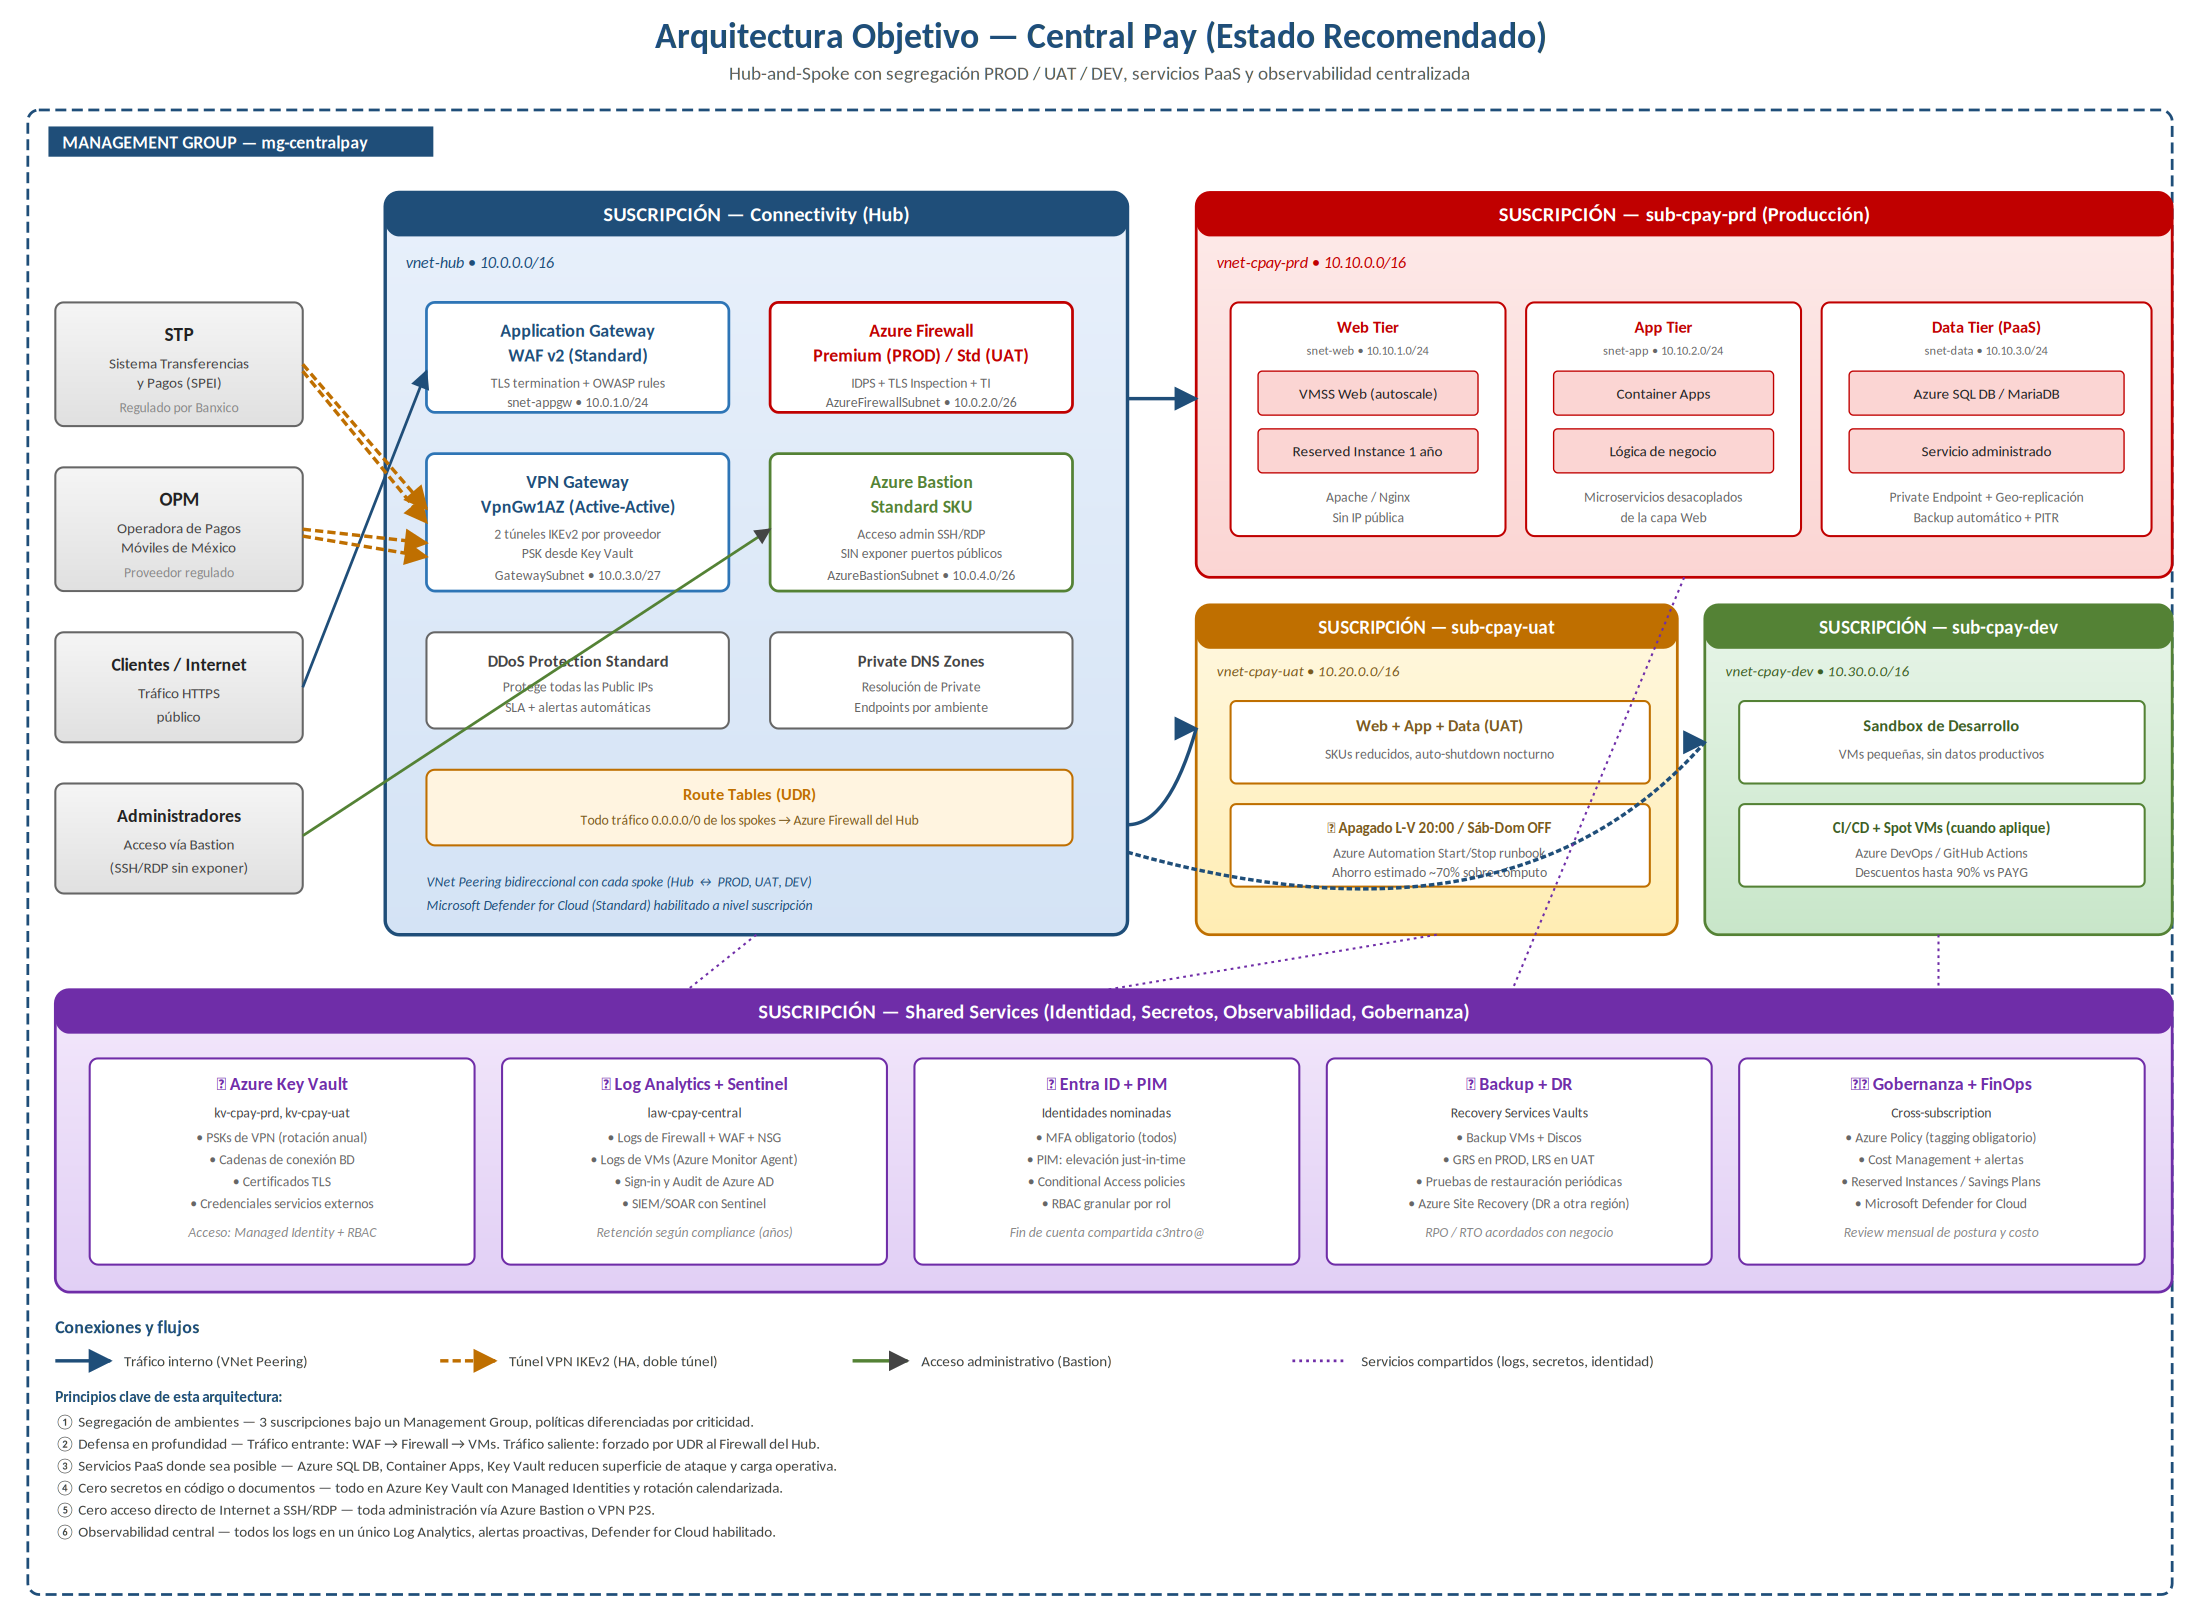 Arquitectura Objetivo — Central Pay (Estado Recomendado)
Hub-and-Spoke con segregación PROD / UAT / DEV, servicios PaaS y observabilidad centralizada
MANAGEMENT GROUP — mg-centralpay
STP
Sistema Transferencias
y Pagos (SPEI)
Regulado por Banxico
OPM
Operadora de Pagos
Móviles de México
Proveedor regulado
Clientes / Internet
Tráfico HTTPS
público
Administradores
Acceso vía Bastion
(SSH/RDP sin exponer)
SUSCRIPCIÓN — Connectivity (Hub)
vnet-hub • 10.0.0.0/16
Application Gateway
WAF v2 (Standard)
TLS termination + OWASP rules
snet-appgw • 10.0.1.0/24
Azure Firewall
Premium (PROD) / Std (UAT)
IDPS + TLS Inspection + TI
AzureFirewallSubnet • 10.0.2.0/26
VPN Gateway
VpnGw1AZ (Active-Active)
2 túneles IKEv2 por proveedor
PSK desde Key Vault
GatewaySubnet • 10.0.3.0/27
Azure Bastion
Standard SKU
Acceso admin SSH/RDP
SIN exponer puertos públicos
AzureBastionSubnet • 10.0.4.0/26
DDoS Protection Standard
Protege todas las Public IPs
SLA + alertas automáticas
Private DNS Zones
Resolución de Private
Endpoints por ambiente
Route Tables (UDR)
Todo tráfico 0.0.0.0/0 de los spokes → Azure Firewall del Hub
VNet Peering bidireccional con cada spoke (Hub ↔ PROD, UAT, DEV)
Microsoft Defender for Cloud (Standard) habilitado a nivel suscripción
SUSCRIPCIÓN — sub-cpay-prd (Producción)
vnet-cpay-prd • 10.10.0.0/16
Web Tier
snet-web • 10.10.1.0/24
VMSS Web (autoscale)
Reserved Instance 1 año
Apache / Nginx
Sin IP pública
App Tier
snet-app • 10.10.2.0/24
Container Apps
Lógica de negocio
Microservicios desacoplados
de la capa Web
Data Tier (PaaS)
snet-data • 10.10.3.0/24
Azure SQL DB / MariaDB
Servicio administrado
Private Endpoint + Geo-replicación
Backup automático + PITR
SUSCRIPCIÓN — sub-cpay-uat
vnet-cpay-uat • 10.20.0.0/16
Web + App + Data (UAT)
SKUs reducidos, auto-shutdown nocturno
Apagado L-V 20:00 / Sáb-Dom OFF
Azure Automation Start/Stop runbook
Ahorro estimado ~70% sobre cómputo
SUSCRIPCIÓN — sub-cpay-dev
vnet-cpay-dev • 10.30.0.0/16
Sandbox de Desarrollo
VMs pequeñas, sin datos productivos
CI/CD + Spot VMs (cuando aplique)
Azure DevOps / GitHub Actions
Descuentos hasta 90% vs PAYG
SUSCRIPCIÓN — Shared Services (Identidad, Secretos, Observabilidad, Gobernanza)
Azure Key Vault
kv-cpay-prd, kv-cpay-uat
• PSKs de VPN (rotación anual)
• Cadenas de conexión BD
• Certificados TLS
• Credenciales servicios externos
Acceso: Managed Identity + RBAC
Log Analytics + Sentinel
law-cpay-central
• Logs de Firewall + WAF + NSG
• Logs de VMs (Azure Monitor Agent)
• Sign-in y Audit de Azure AD
• SIEM/SOAR con Sentinel
Retención según compliance (años)
Entra ID + PIM
Identidades nominadas
• MFA obligatorio (todos)
• PIM: elevación just-in-time
• Conditional Access policies
• RBAC granular por rol
Fin de cuenta compartida c3ntro@
Backup + DR
Recovery Services Vaults
• Backup VMs + Discos
• GRS en PROD, LRS en UAT
• Pruebas de restauración periódicas
• Azure Site Recovery (DR a otra región)
RPO / RTO acordados con negocio
Gobernanza + FinOps
Cross-subscription
• Azure Policy (tagging obligatorio)
• Cost Management + alertas
• Reserved Instances / Savings Plans
• Microsoft Defender for Cloud
Review mensual de postura y costo
Conexiones y flujos
Tráfico interno (VNet Peering)
Túnel VPN IKEv2 (HA, doble túnel)
Acceso administrativo (Bastion)
Servicios compartidos (logs, secretos, identidad)
Principios clave de esta arquitectura:
① Segregación de ambientes — 3 suscripciones bajo un Management Group, políticas diferenciadas por criticidad.
② Defensa en profundidad — Tráfico entrante: WAF → Firewall → VMs. Tráfico saliente: forzado por UDR al Firewall del Hub.
③ Servicios PaaS donde sea posible — Azure SQL DB, Container Apps, Key Vault reducen superficie de ataque y carga operativa.
④ Cero secretos en código o documentos — todo en Azure Key Vault con Managed Identities y rotación calendarizada.
⑤ Cero acceso directo de Internet a SSH/RDP — toda administración vía Azure Bastion o VPN P2S.
⑥ Observabilidad central — todos los logs en un único Log Analytics, alertas proactivas, Defender for Cloud habilitado.